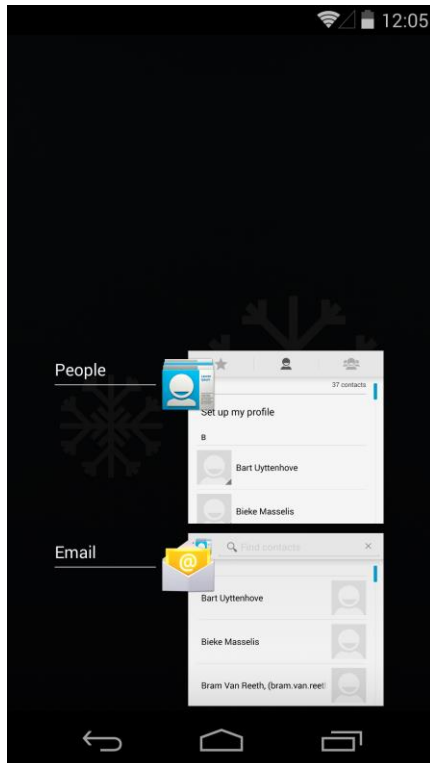 12:05
People
37 contacts
Set up my profile
B
Bart Uyttenhove
Bieke Masselis
Email
@
Find contacts
Bart Uyttenhove
Bieke Masselis
Bram Van Reeth, (bram.van.reet